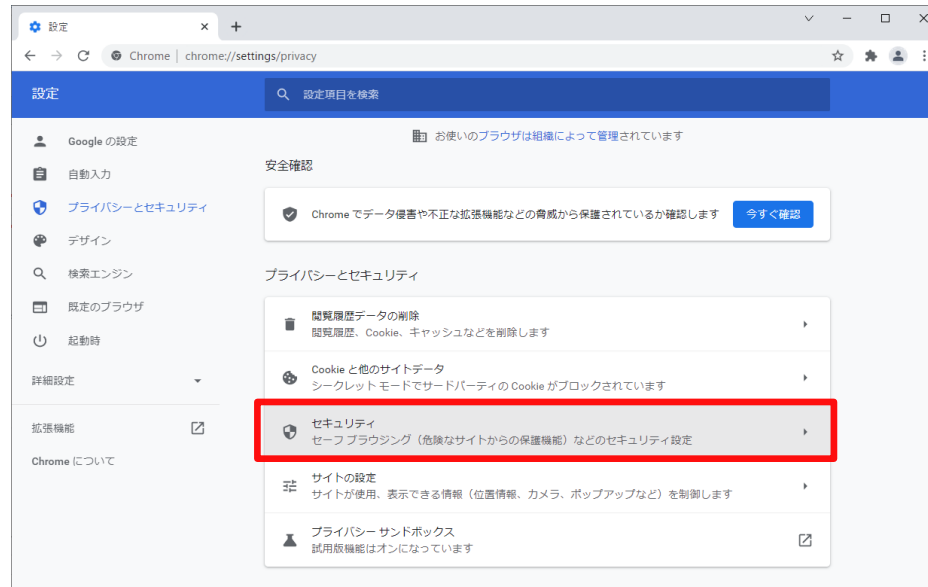 設定
Chrome | chrome://settings/privacy
設定
設定項目を検索
お使いのブラウザは組織によって管理されています
Google の設定
自動入力
プライバシーとセキュリティ
デザイン
検索エンジン
既定のブラウザ
起動時
詳細設定
拡張機能
Chrome について
安全確認
Chrome でデータ侵害や不正な拡張機能などの脅威から保護されているか確認します
今すぐ確認
プライバシーとセキュリティ
閲覧履歴データの削除
閲覧履歴、Cookie、キャッシュなどを削除します
Cookie と他のサイトデータ
シークレット モードでサードパーティの Cookie がブロックされています
セキュリティ
セーフ ブラウジング（危険なサイトからの保護機能）などのセキュリティ設定
サイトの設定
サイトが使用、表示できる情報（位置情報、カメラ、ポップアップなど）を制御します
プライバシー サンドボックス
試用版機能はオンになっています